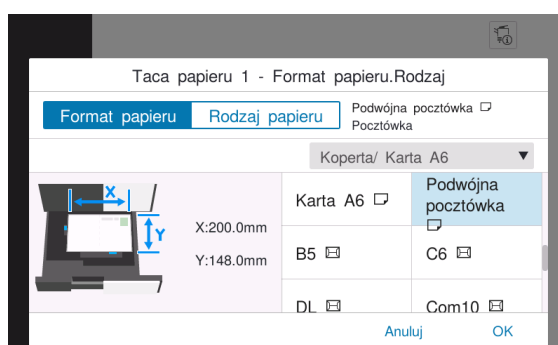 Taca papieru 1 - Format papieru.Rodzaj
Format papieru
Rodzaj papieru
Podwójna pocztówka
Pocztówka
Koperta/ Karta A6
X
Y
X:200.0mm
Y:148.0mm
Karta A6
Podwójna
pocztówka
B5
C6
DL
Com10
Anuluj
OK